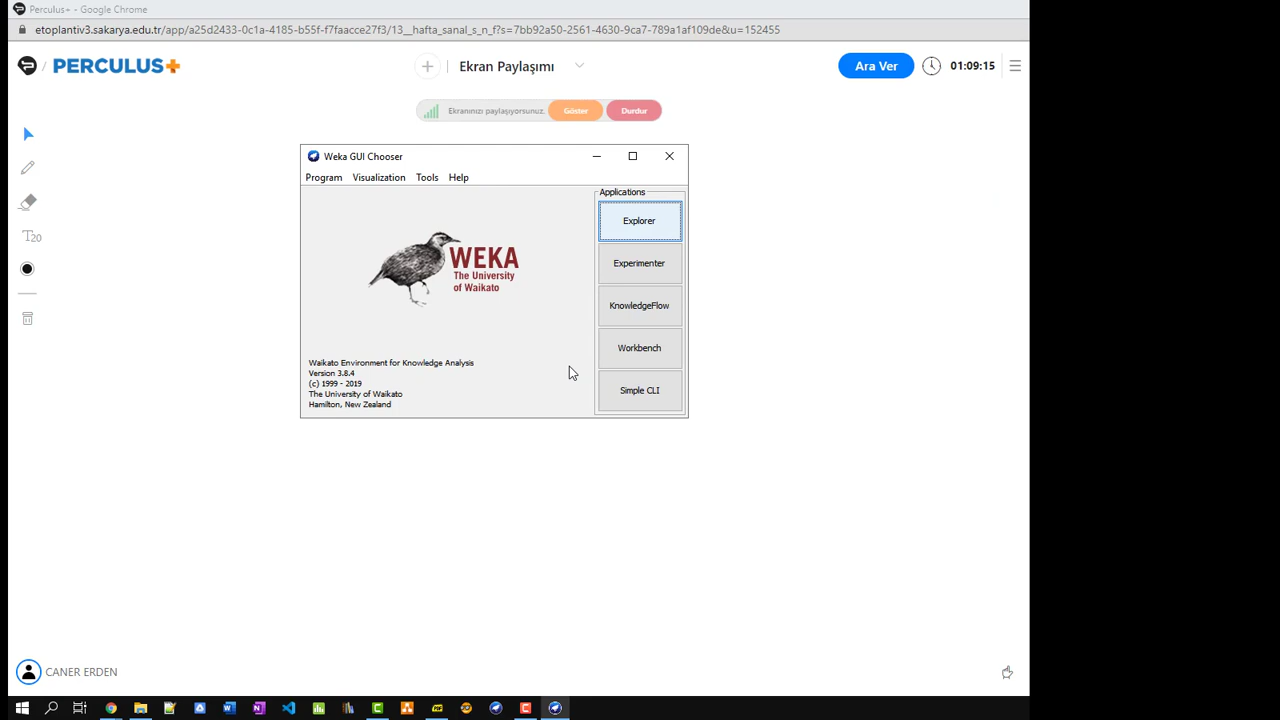 Perculus+ - Google Chrome
etoplantiv3.sakarya.edu.tr/app/a25d2433-0c1a-4185-b55f-f7faacce27f3/13__hafta_sanal_s_n_f?s=7bb92a50-2561-4630-9ca7-789a1af109de&u=152455
/ PERCULUS+
Ekran Paylaşımı
Ara Ver
01:09:15
Ekranınızı paylaşıyorsunuz.
Göster
Durdur
Weka GUI Chooser
Program Visualization Tools Help
Applications
Explorer
T20
WEKA
The University
of Waikato
Experimenter
KnowledgeFlow
Workbench
Simple CLI
Waikato Environment for Knowledge Analysis
Version 3.8.4
(c) 1999 - 2019
The University of Waikato
Hamilton, New Zealand
CANER ERDEN